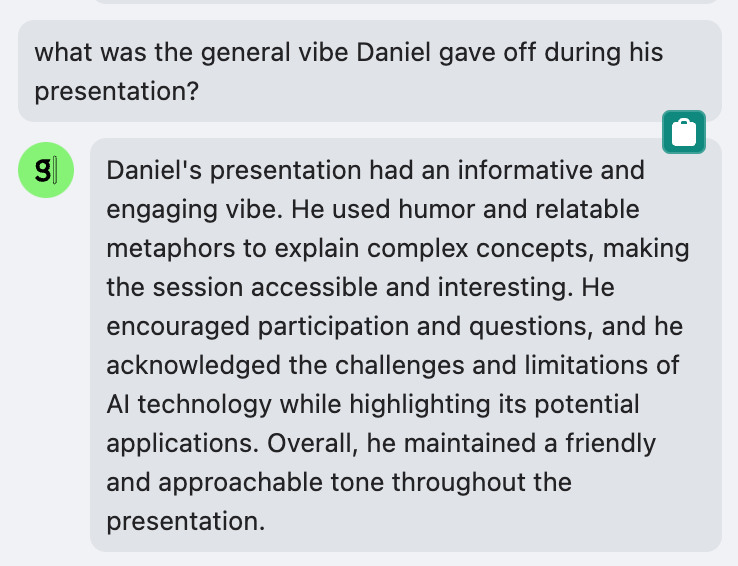 what was the general vibe Daniel gave off during his
presentation?
g
Daniel's presentation had an informative and
engaging vibe. He used humor and relatable
metaphors to explain complex concepts, making
the session accessible and interesting. He
encouraged participation and questions, and he
acknowledged the challenges and limitations of
AI technology while highlighting its potential
applications. Overall, he maintained a friendly
and approachable tone throughout the
presentation.